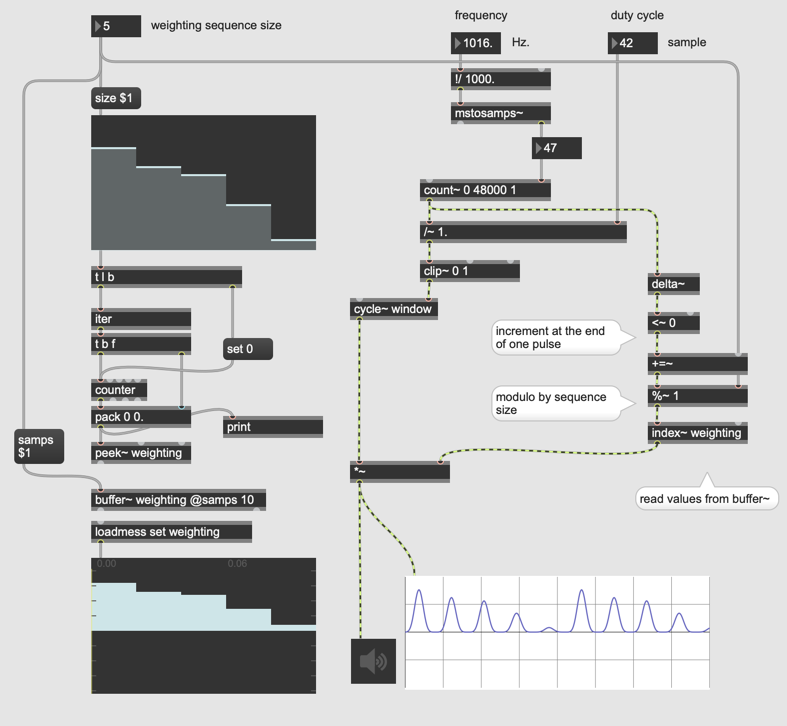 frequency
duty cycle
5
weighting sequence size
1016.
Hz.
42
sample
!/ 1000.
size $1
mstosamps~
47
count~ 0 48000 1
/~ 1.
clip~ 0 1
t l b
delta~
cycle~ window
iter
<~ 0
increment at the end
of one pulse
t b f
set 0
+=~
counter
%~ 1
modulo by sequence
size
pack 0 0.
print
index~ weighting
samps
$1
peek~ weighting
*~
buffer~ weighting @samps 10
read values from buffer~
loadmess set weighting
0.00
0.06